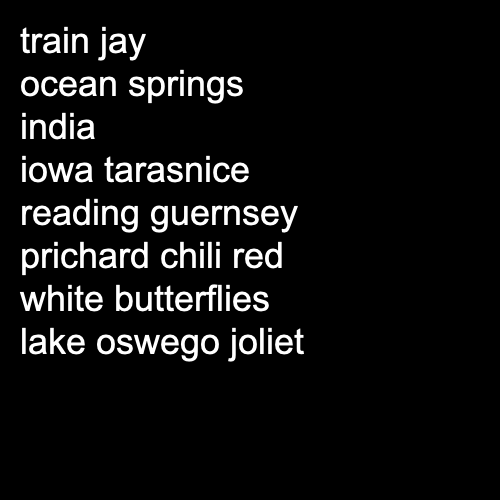 train jay
ocean springs
india
iowa tarasnice
reading guernsey
prichard chili red
white butterflies
lake oswego joliet